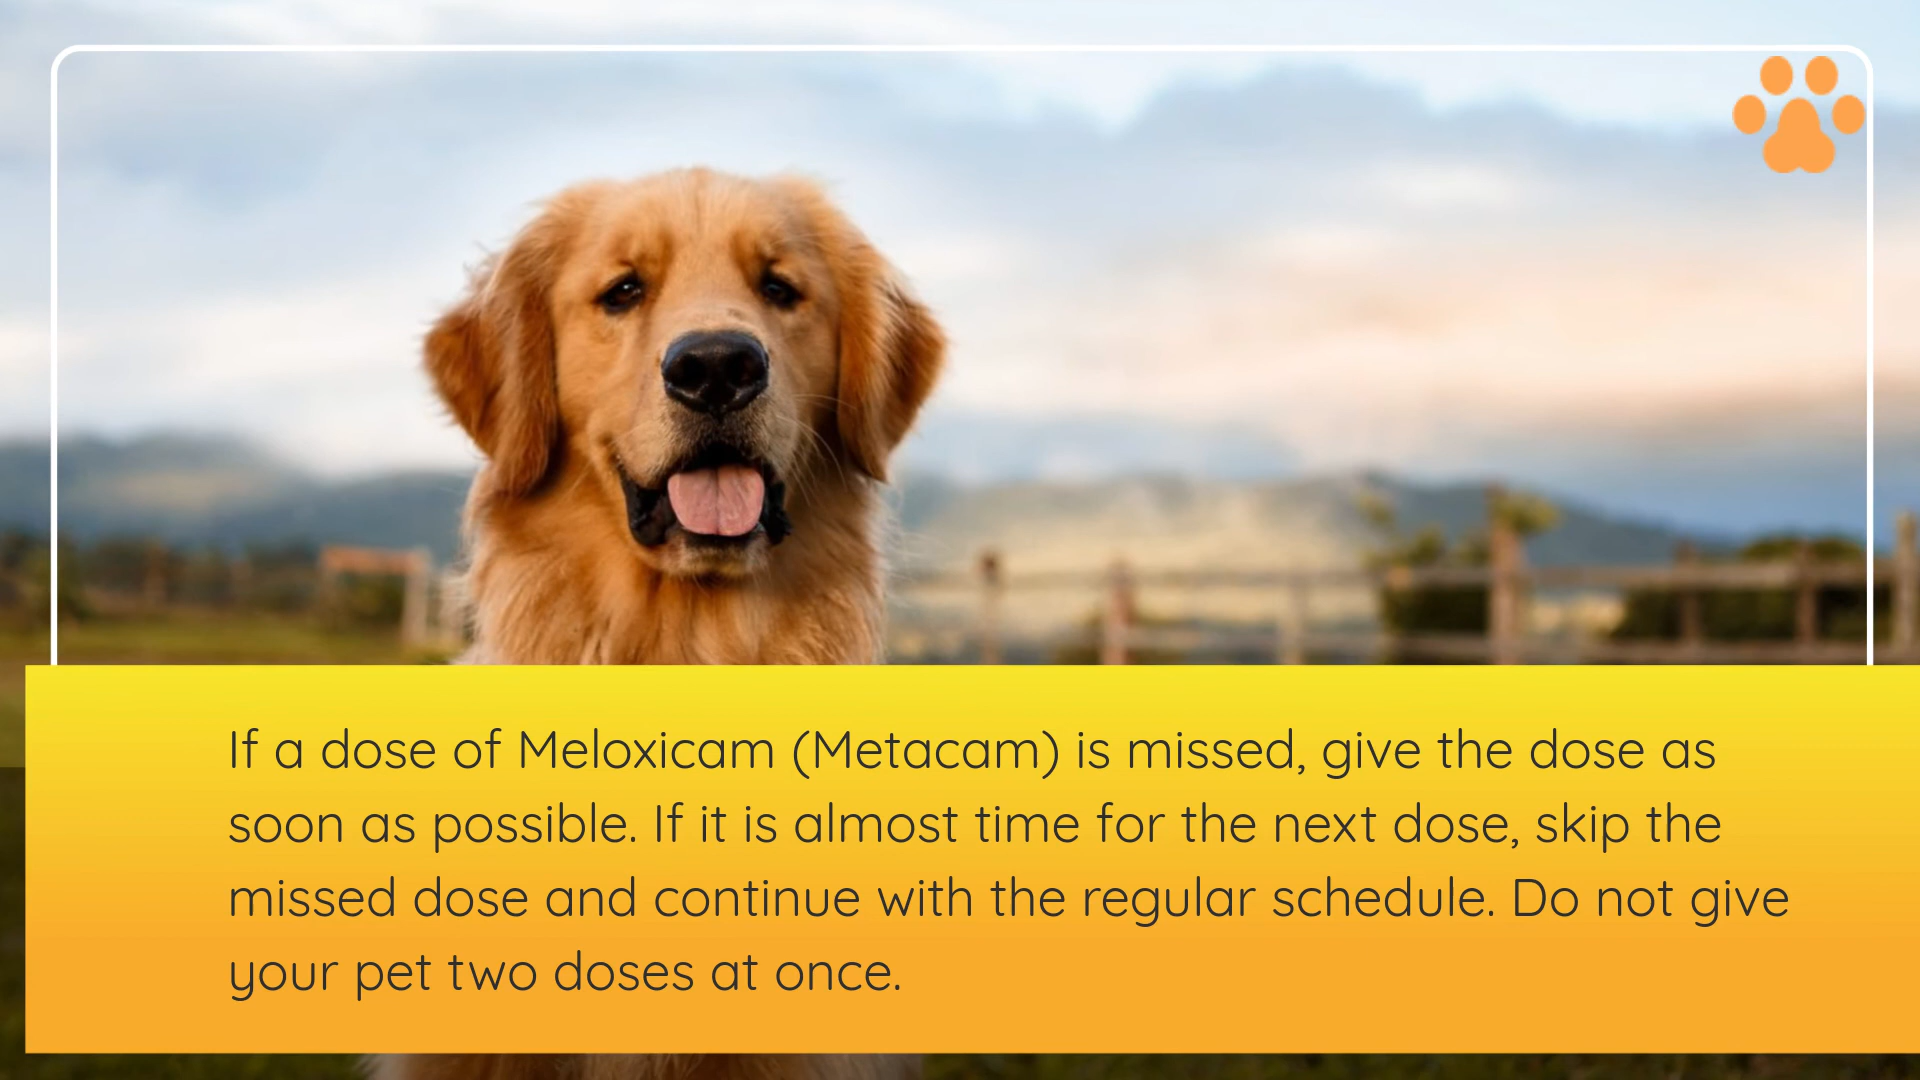 If a dose of Meloxicam (Metacam) is missed, give the dose as
soon as possible. If it is almost time for the next dose, skip the
missed dose and continue with the regular schedule. Do not give
your pet two doses at once.